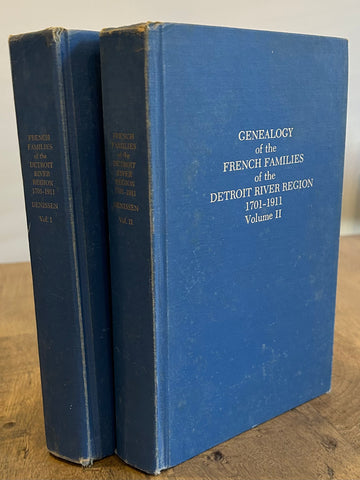 FRENCH
FAMILIES
of the
DETROIT
RIVER
REGION
1701-1911
DENISSEN
Vol. I
FRENCH
FAMILIES
of the
DETROIT
RIVER
REGION
1701-1911
DENISSEN
Vol. II
GENEALOGY
of the
FRENCH FAMILIES
of the
DETROIT RIVER REGION
1701-1911
Volume II